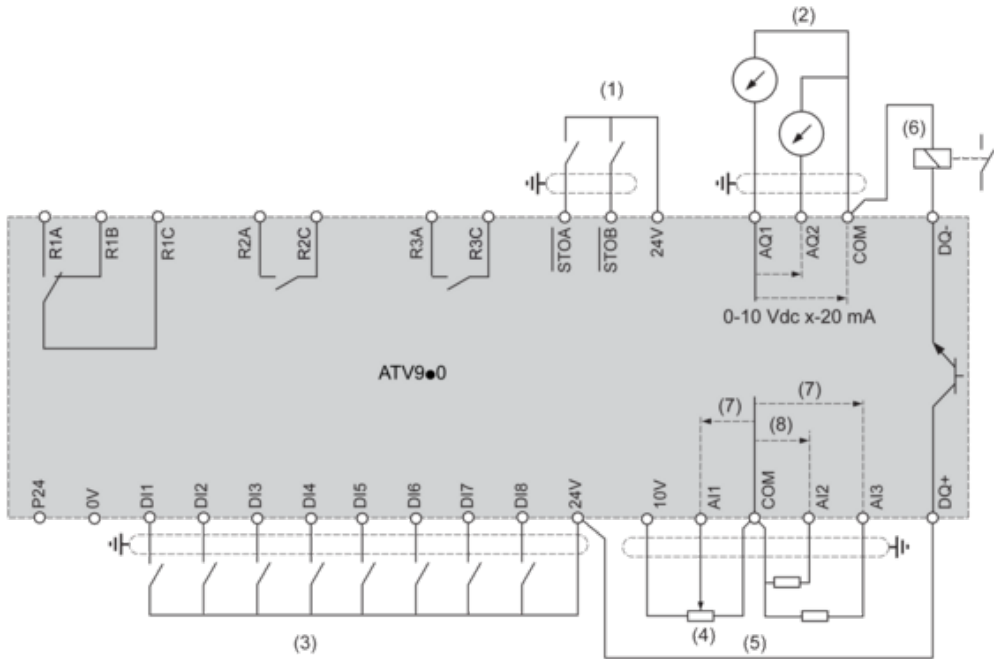 (2)
(1)
(6)
R1A
R1B
R1C
R2A
R2C
R3A
R3C
STOA
STOB
24V
AQ1
AQ2
COM
DQ-
0-10 Vdc x-20 mA
ATV9●0
(7)
(7)
(8)
P24
0V
DI1
DI2
DI3
DI4
DI5
DI6
DI7
DI8
24V
10V
AI1
COM
AI2
AI3
DQ+
(3)
(4)
(5)